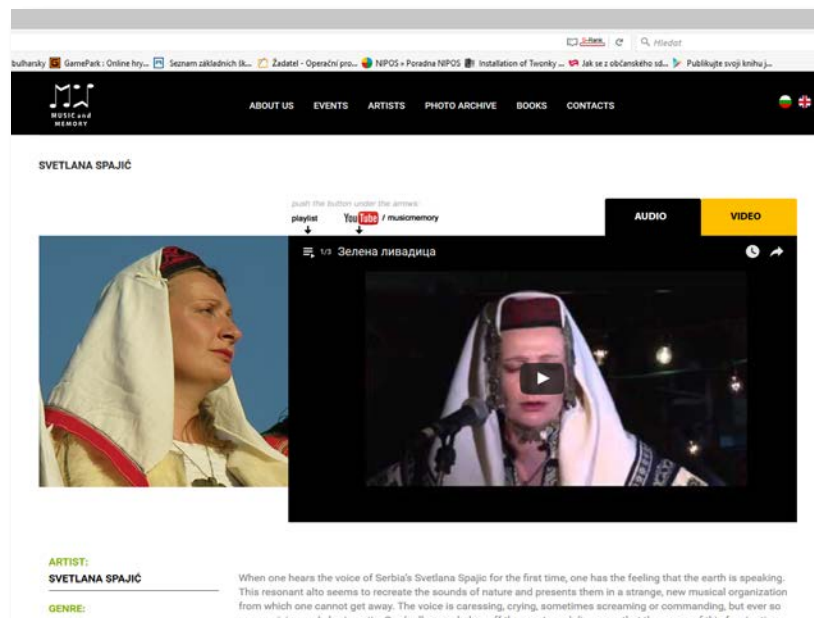 S-Rank
Hledat
bulharsky GamePark : Online hry... Seznam základních šk... Žadatel - Operační pro... NIPOS » Poradna NIPOS Installation of Twonky ... Jak se z občanského sd... Publikujte svoji knihu j...
MUSIC and
MEMORY
ABOUT US EVENTS ARTISTS PHOTO ARCHIVE BOOKS CONTACTS
SVETLANA SPAJIĆ
push the button under the arrows:
playlist YouTube / musicmemory
AUDIO VIDEO
1/3 Зелена ливадица
ARTIST:
SVETLANA SPAJIĆ
GENRE:
When one hears the voice of Serbia's Svetlana Spajic for the first time, one has the feeling that the earth is speaking.
This resonant alto seems to recreate the sounds of nature and presents them in a strange, new musical organization
from which one cannot get away. The voice is caressing, crying, sometimes screaming or commanding, but ever so